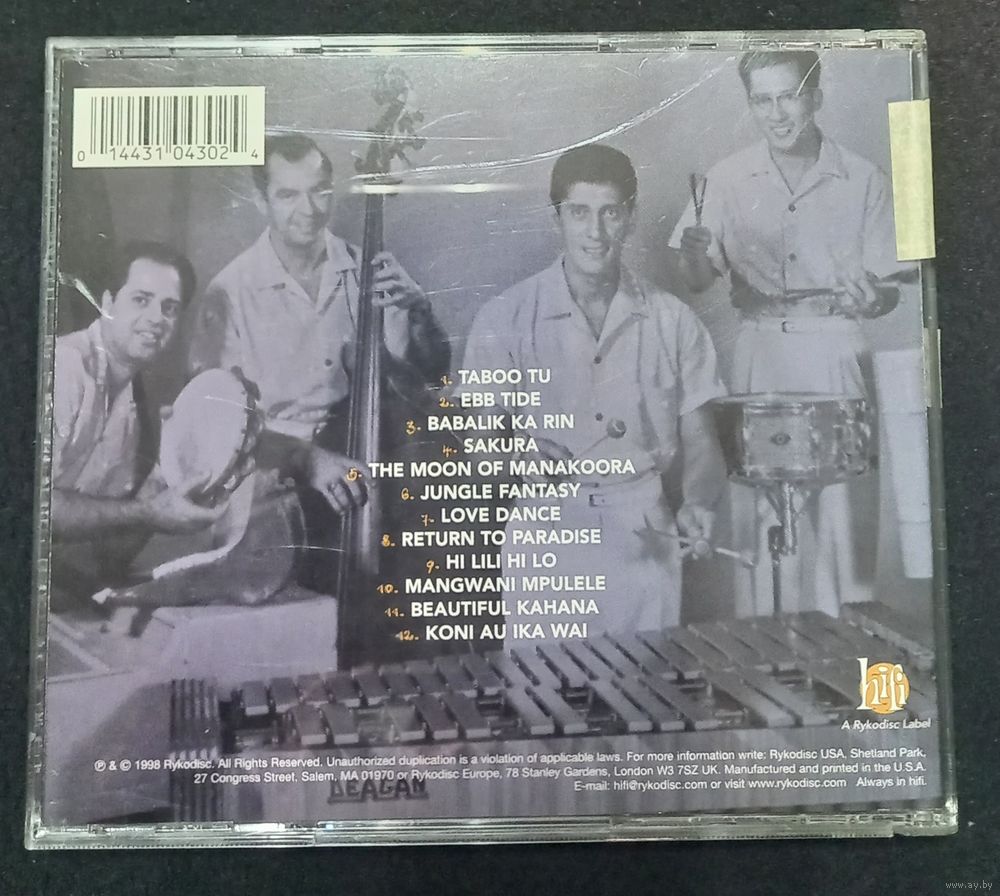 0 14431 04302 4
1. TABOO TU
2. EBB TIDE
3. BABALIK KA RIN
4. SAKURA
5. THE MOON OF MANAKOORA
6. JUNGLE FANTASY
7. LOVE DANCE
8. RETURN TO PARADISE
9. HI LILI HI LO
10. MANGWANI MPULELE
11. BEAUTIFUL KAHANA
12. KONI AU IKA WAI
hifi
A Rykodisc Label
℗ & © 1998 Rykodisc. All Rights Reserved. Unauthorized duplication is a violation of applicable laws. For more information write: Rykodisc USA, Shetland Park,
27 Congress Street, Salem, MA 01970 or Rykodisc Europe, 78 Stanley Gardens, London W3 7SZ UK. Manufactured and printed in the U.S.A.
E-mail: hifi@rykodisc.com or visit www.rykodisc.com Always in hifi.
DEAGAN
www.ay.by